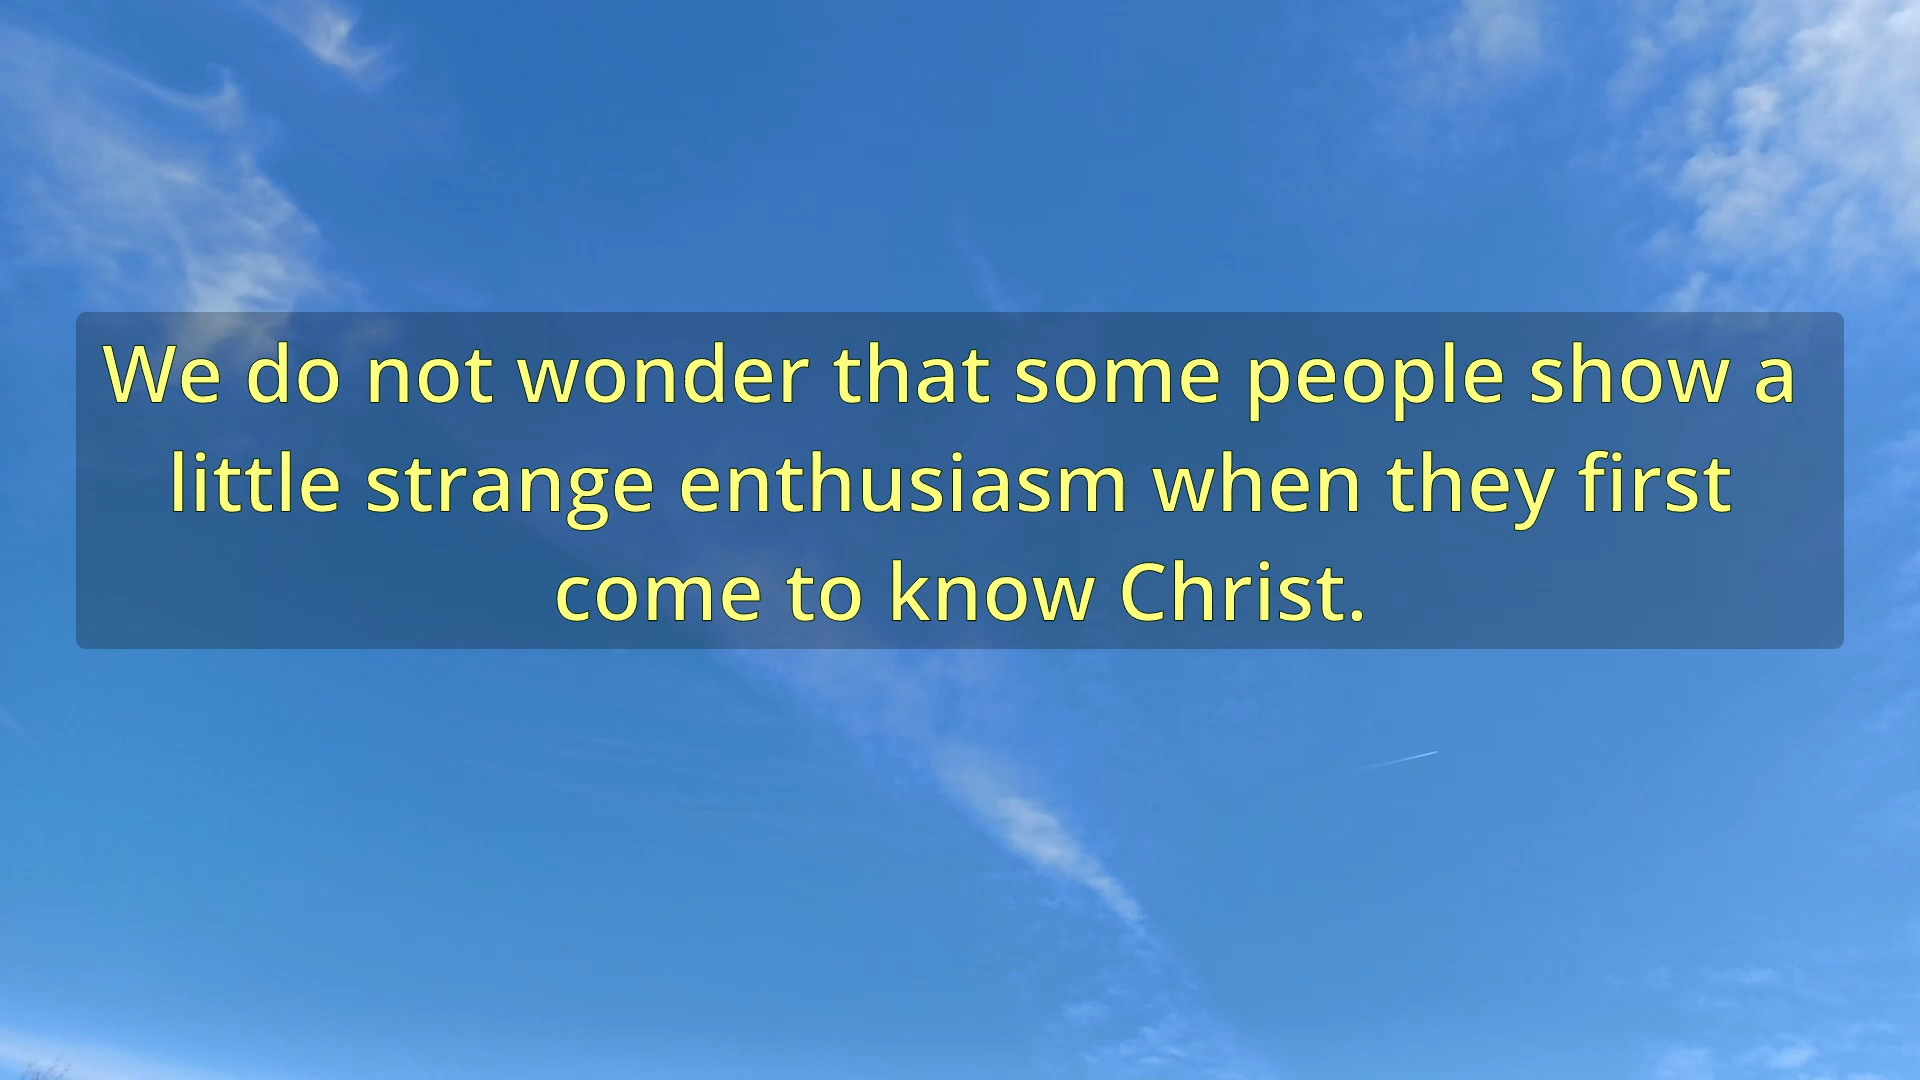 We do not wonder that some people show a
little strange enthusiasm when they first
come to know Christ.